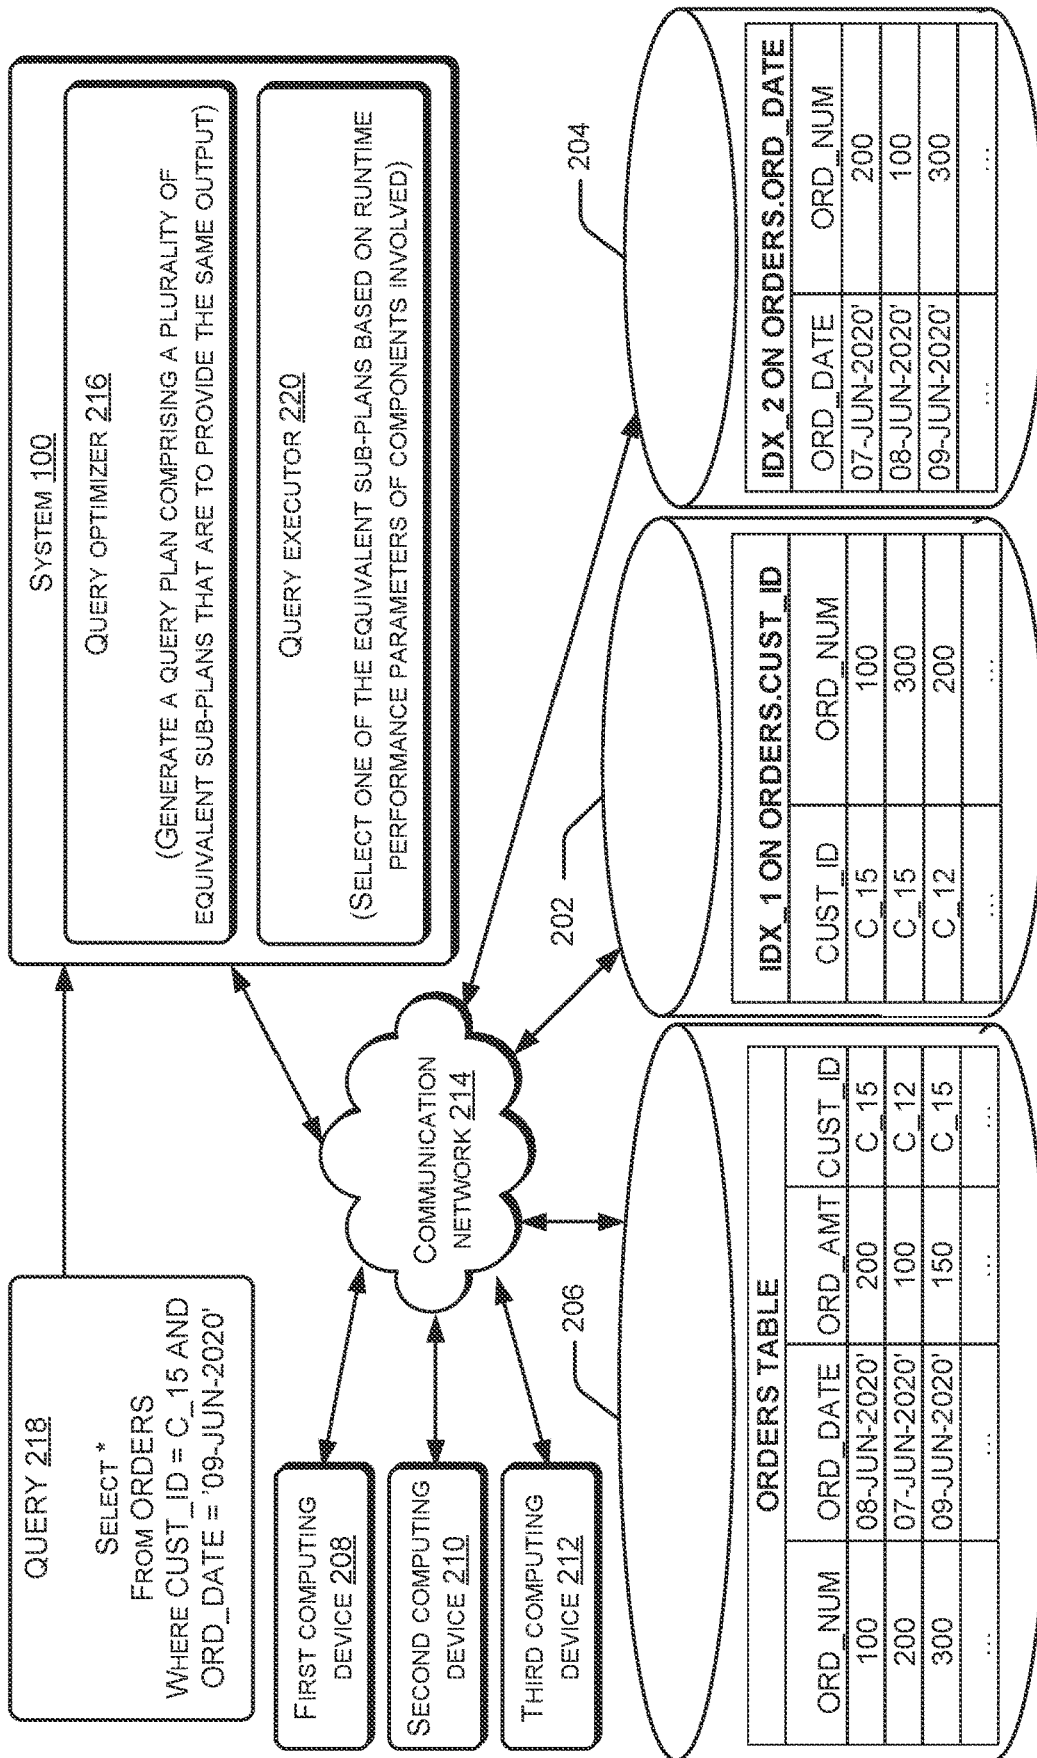 QUERY 218
SELECT *
FROM ORDERS
WHERE CUST_ID = C_15 AND
ORD_DATE = '09-JUN-2020'
SYSTEM 100
QUERY OPTIMIZER 216
(GENERATE A QUERY PLAN COMPRISING A PLURALITY OF
EQUIVALENT SUB-PLANS THAT ARE TO PROVIDE THE SAME OUTPUT)
QUERY EXECUTOR 220
(SELECT ONE OF THE EQUIVALENT SUB-PLANS BASED ON RUNTIME
PERFORMANCE PARAMETERS OF COMPONENTS INVOLVED)
FIRST COMPUTING
DEVICE 208
SECOND COMPUTING
DEVICE 210
THIRD COMPUTING
DEVICE 212
COMMUNICATION
NETWORK 214
206
202
204
ORDERS TABLE
ORD_NUM ORD_DATE ORD_AMT CUST_ID
100 08-JUN-2020' 200 C_15
200 07-JUN-2020' 100 C_12
300 09-JUN-2020' 150 C_15
... ... ... ...
IDX_1 ON ORDERS.CUST_ID
CUST_ID ORD_NUM
C_15 100
C_15 300
C_12 200
... ...
IDX_2 ON ORDERS.ORD_DATE
ORD_DATE ORD_NUM
07-JUN-2020' 200
08-JUN-2020' 100
09-JUN-2020' 300
... ...